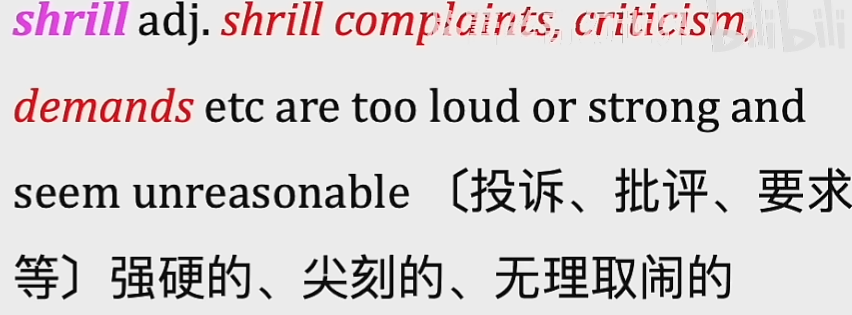 shrill adj. shrill complaints, criticism,
demands etc are too loud or strong and
seem unreasonable 〔投诉、批评、要求
等〕强硬的、尖刻的、无理取闹的
bilibili